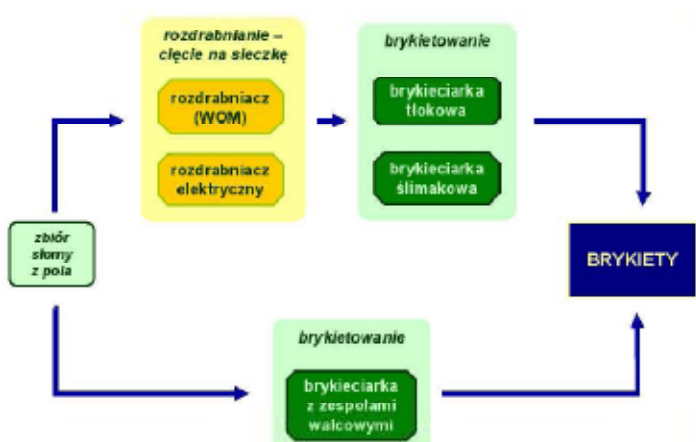 rozdrabnianie –
cięcie na sieczkę
rozdrabniacz
(WOM)
rozdrabniacz
elektryczny
brykietowanie
brykieciarka
tłokowa
brykieciarka
ślimakowa
zbiór
słomy
z pola
BRYKIETY
brykietowanie
brykieciarka
z zespołami
walcowymi